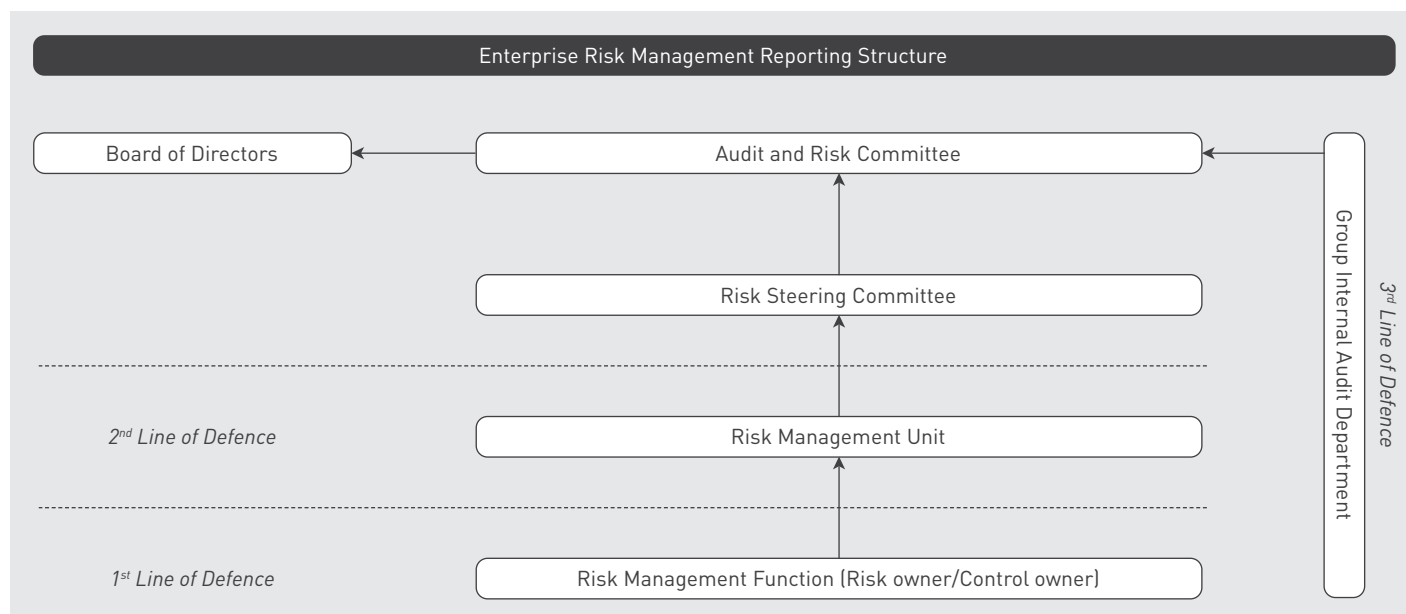 Enterprise Risk Management Reporting Structure
Board of Directors
Audit and Risk Committee
Risk Steering Committee
2nd Line of Defence
Risk Management Unit
1st Line of Defence
Risk Management Function (Risk owner/Control owner)
Group Internal Audit Department
3rd Line of Defence